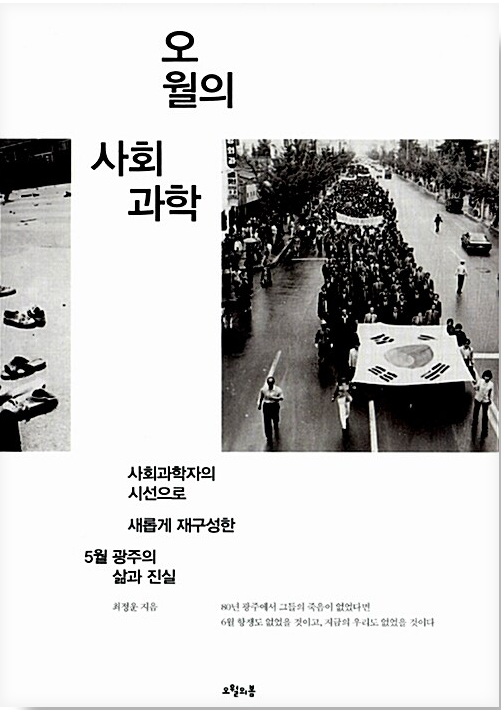 오
월의
사회
과학
사회과학자의
시선으로
새롭게 재구성한
5월 광주의
삶과 진실
최정운 지음
80년 광주에서 그들의 죽음이 없었다면
6월 항쟁도 없었을 것이고, 지금의 우리도 없었을 것이다
오월의봄